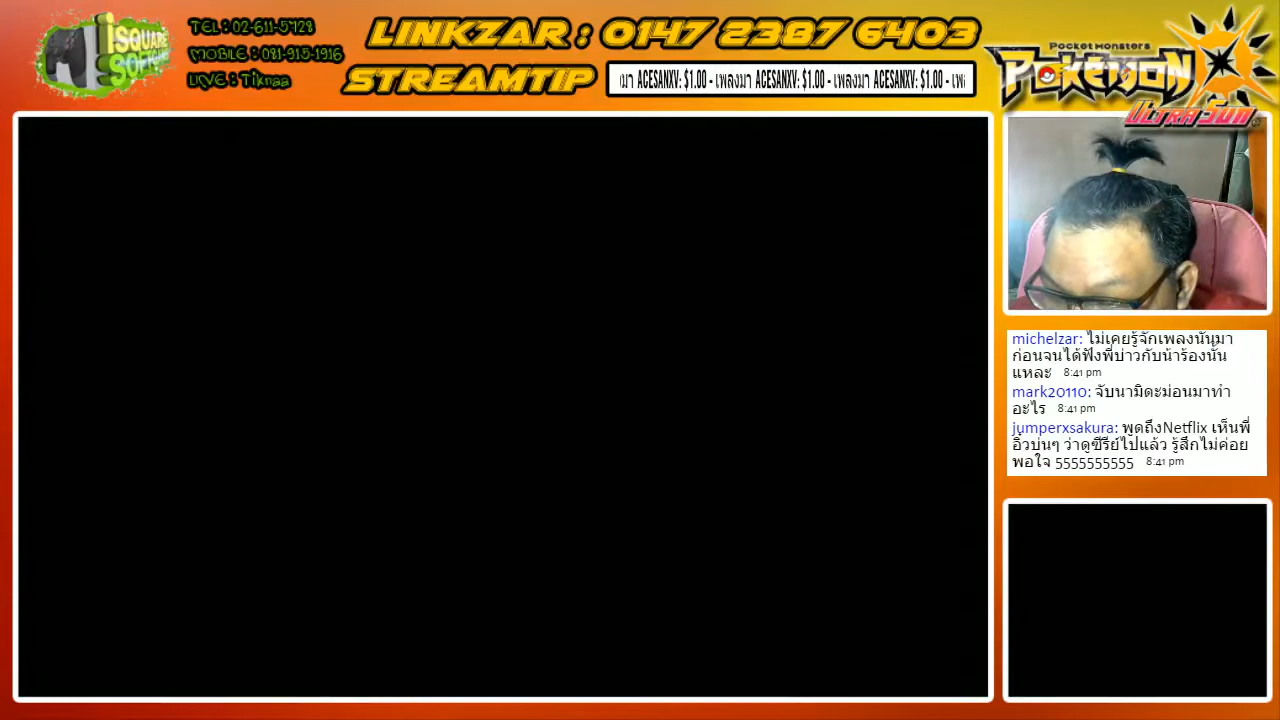 iSQUARE
SOFTGAME
TEL : 02-611-5728
MOBILE : 081-915-1916
LINE : Tiknaa
LINKZAR : 0147 2387 6403
STREAMTIP
มา ACESANXV: $1.00 - เพลงมา ACESANXV: $1.00 - เพลงมา ACESANXV: $1.00 - เพ
Pocket Monsters
POKÉMON
ULTRA SUN
michelzar: ไม่เคยรู้จักเพลงนั้นมา
ก่อนจนได้ฟังพี่บ่าวกับน้าร้องนั้น
แหละ 8:41 pm
mark20110: จับนามิดะม่อนมาทำ
อะไร 8:41 pm
jumperxsakura: พูดถึงNetflix เห็นพี่
อิ๋วบ่นๆ ว่าดูซีรีย์ไปแล้ว รู้สึกไม่ค่อย
พอใจ 5555555555 8:41 pm